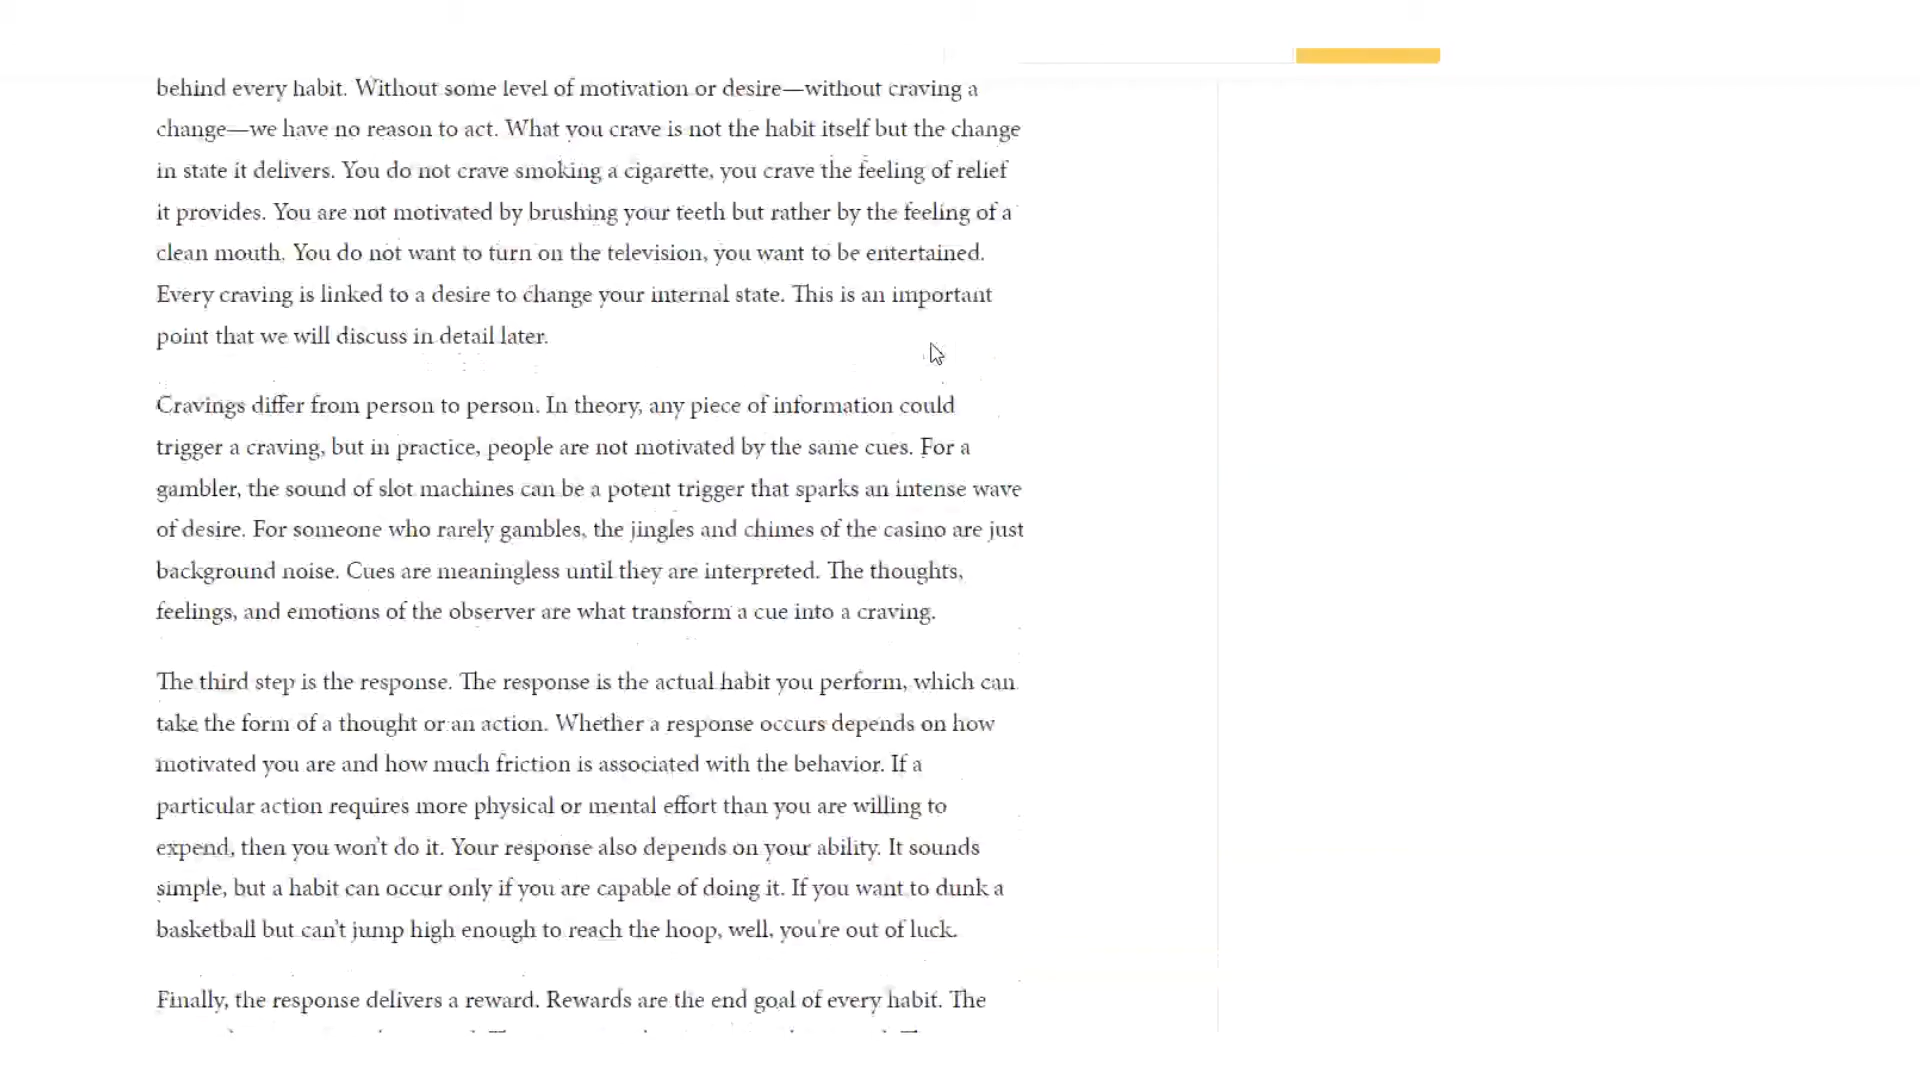 behind every habit. Without some level of motivation or desire—without craving a
change—we have no reason to act. What you crave is not the habit itself but the change
in state it delivers. You do not crave smoking a cigarette, you crave the feeling of relief
it provides. You are not motivated by brushing your teeth but rather by the feeling of a
clean mouth. You do not want to turn on the television, you want to be entertained.
Every craving is linked to a desire to change your internal state. This is an important
point that we will discuss in detail later.
Cravings differ from person to person. In theory, any piece of information could
trigger a craving, but in practice, people are not motivated by the same cues. For a
gambler, the sound of slot machines can be a potent trigger that sparks an intense wave
of desire. For someone who rarely gambles, the jingles and chimes of the casino are just
background noise. Cues are meaningless until they are interpreted. The thoughts,
feelings, and emotions of the observer are what transform a cue into a craving.
The third step is the response. The response is the actual habit you perform, which can
take the form of a thought or an action. Whether a response occurs depends on how
motivated you are and how much friction is associated with the behavior. If a
particular action requires more physical or mental effort than you are willing to
expend, then you won't do it. Your response also depends on your ability. It sounds
simple, but a habit can occur only if you are capable of doing it. If you want to dunk a
basketball but can't jump high enough to reach the hoop, well, you're out of luck.
Finally, the response delivers a reward. Rewards are the end goal of every habit. The